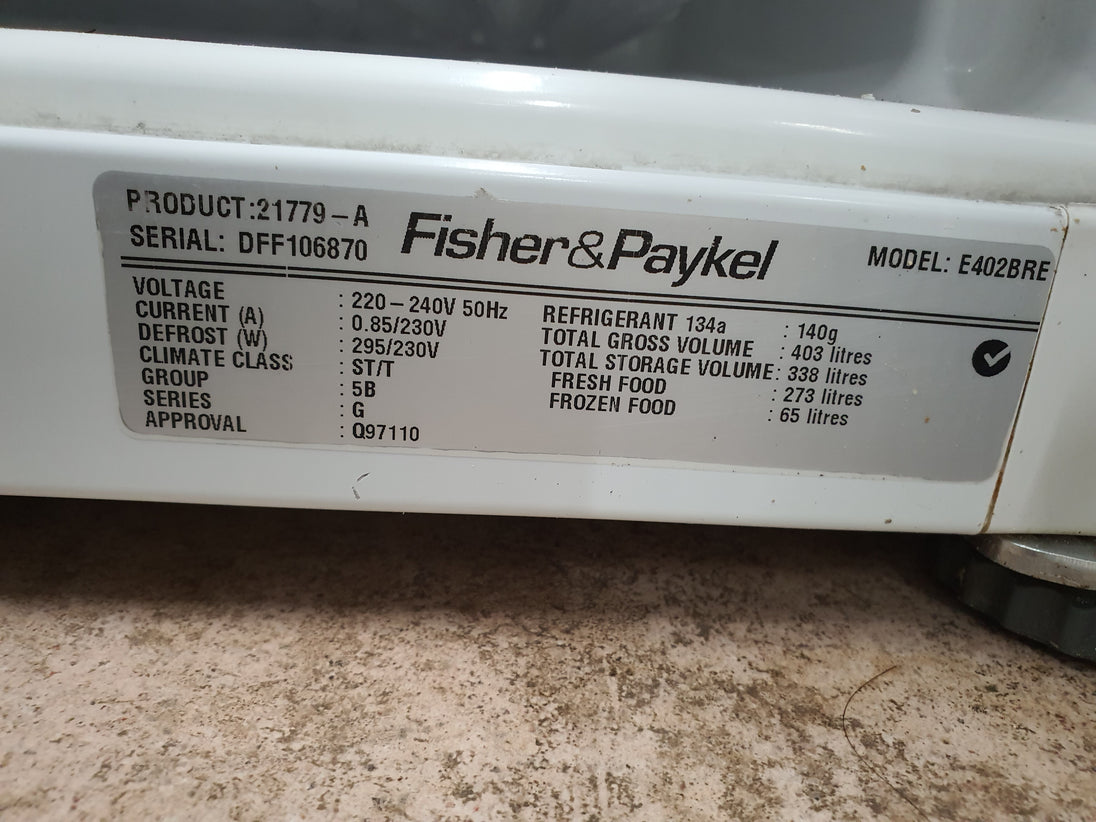 PRODUCT:21779-A
SERIAL: DFF106870
Fisher&Paykel
MODEL: E402BRE
VOLTAGE : 220-240V 50Hz
CURRENT (A) : 0.85/230V
DEFROST (W) : 295/230V
CLIMATE CLASS : ST/T
GROUP : 5B
SERIES : G
APPROVAL : Q97110
REFRIGERANT 134a : 140g
TOTAL GROSS VOLUME : 403 litres
TOTAL STORAGE VOLUME: 338 litres
FRESH FOOD : 273 litres
FROZEN FOOD : 65 litres